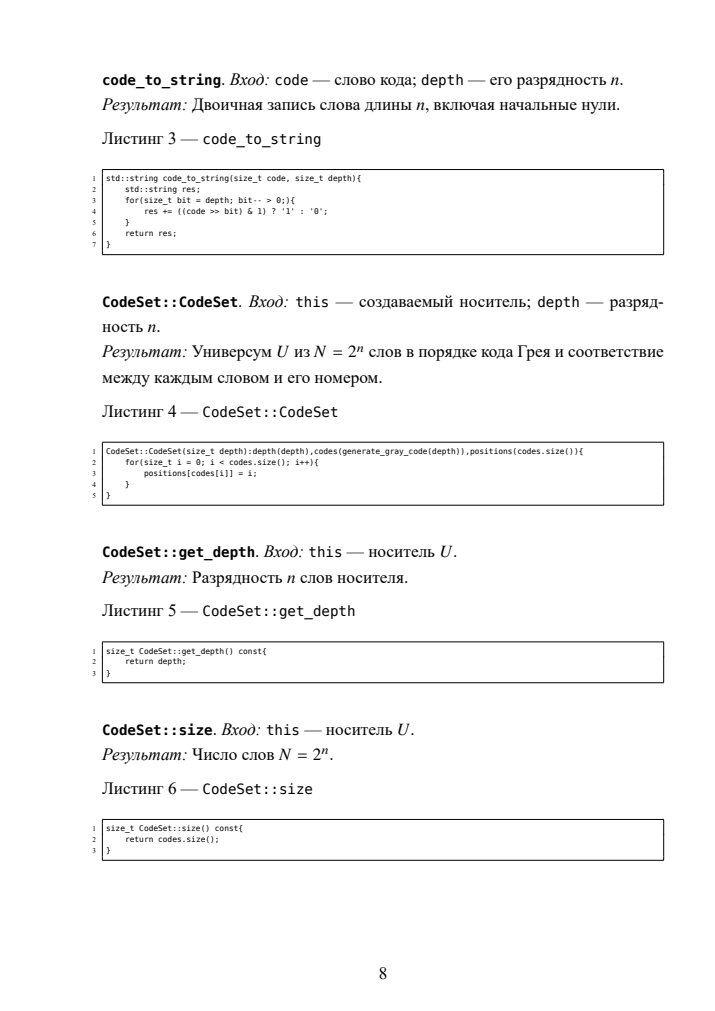 code_to_string. Вход: code — слово кода; depth — его разрядность n.
Результат: Двоичная запись слова длины n, включая начальные нули.
Листинг 3 — code_to_string
1 std::string code_to_string(size_t code, size_t depth){
2     std::string res;
3     for(size_t bit = depth; bit-- > 0;){
4         res += ((code >> bit) & 1) ? '1' : '0';
5     }
6     return res;
7 }
CodeSet::CodeSet. Вход: this — создаваемый носитель; depth — разряд-
ность n.
Результат: Универсум U из N = 2ⁿ слов в порядке кода Грея и соответствие
между каждым словом и его номером.
Листинг 4 — CodeSet::CodeSet
1 CodeSet::CodeSet(size_t depth):depth(depth),codes(generate_gray_code(depth)),positions(codes.size()){
2     for(size_t i = 0; i < codes.size(); i++){
3         positions[codes[i]] = i;
4     }
5 }
CodeSet::get_depth. Вход: this — носитель U.
Результат: Разрядность n слов носителя.
Листинг 5 — CodeSet::get_depth
1 size_t CodeSet::get_depth() const{
2     return depth;
3 }
CodeSet::size. Вход: this — носитель U.
Результат: Число слов N = 2ⁿ.
Листинг 6 — CodeSet::size
1 size_t CodeSet::size() const{
2     return codes.size();
3 }
8